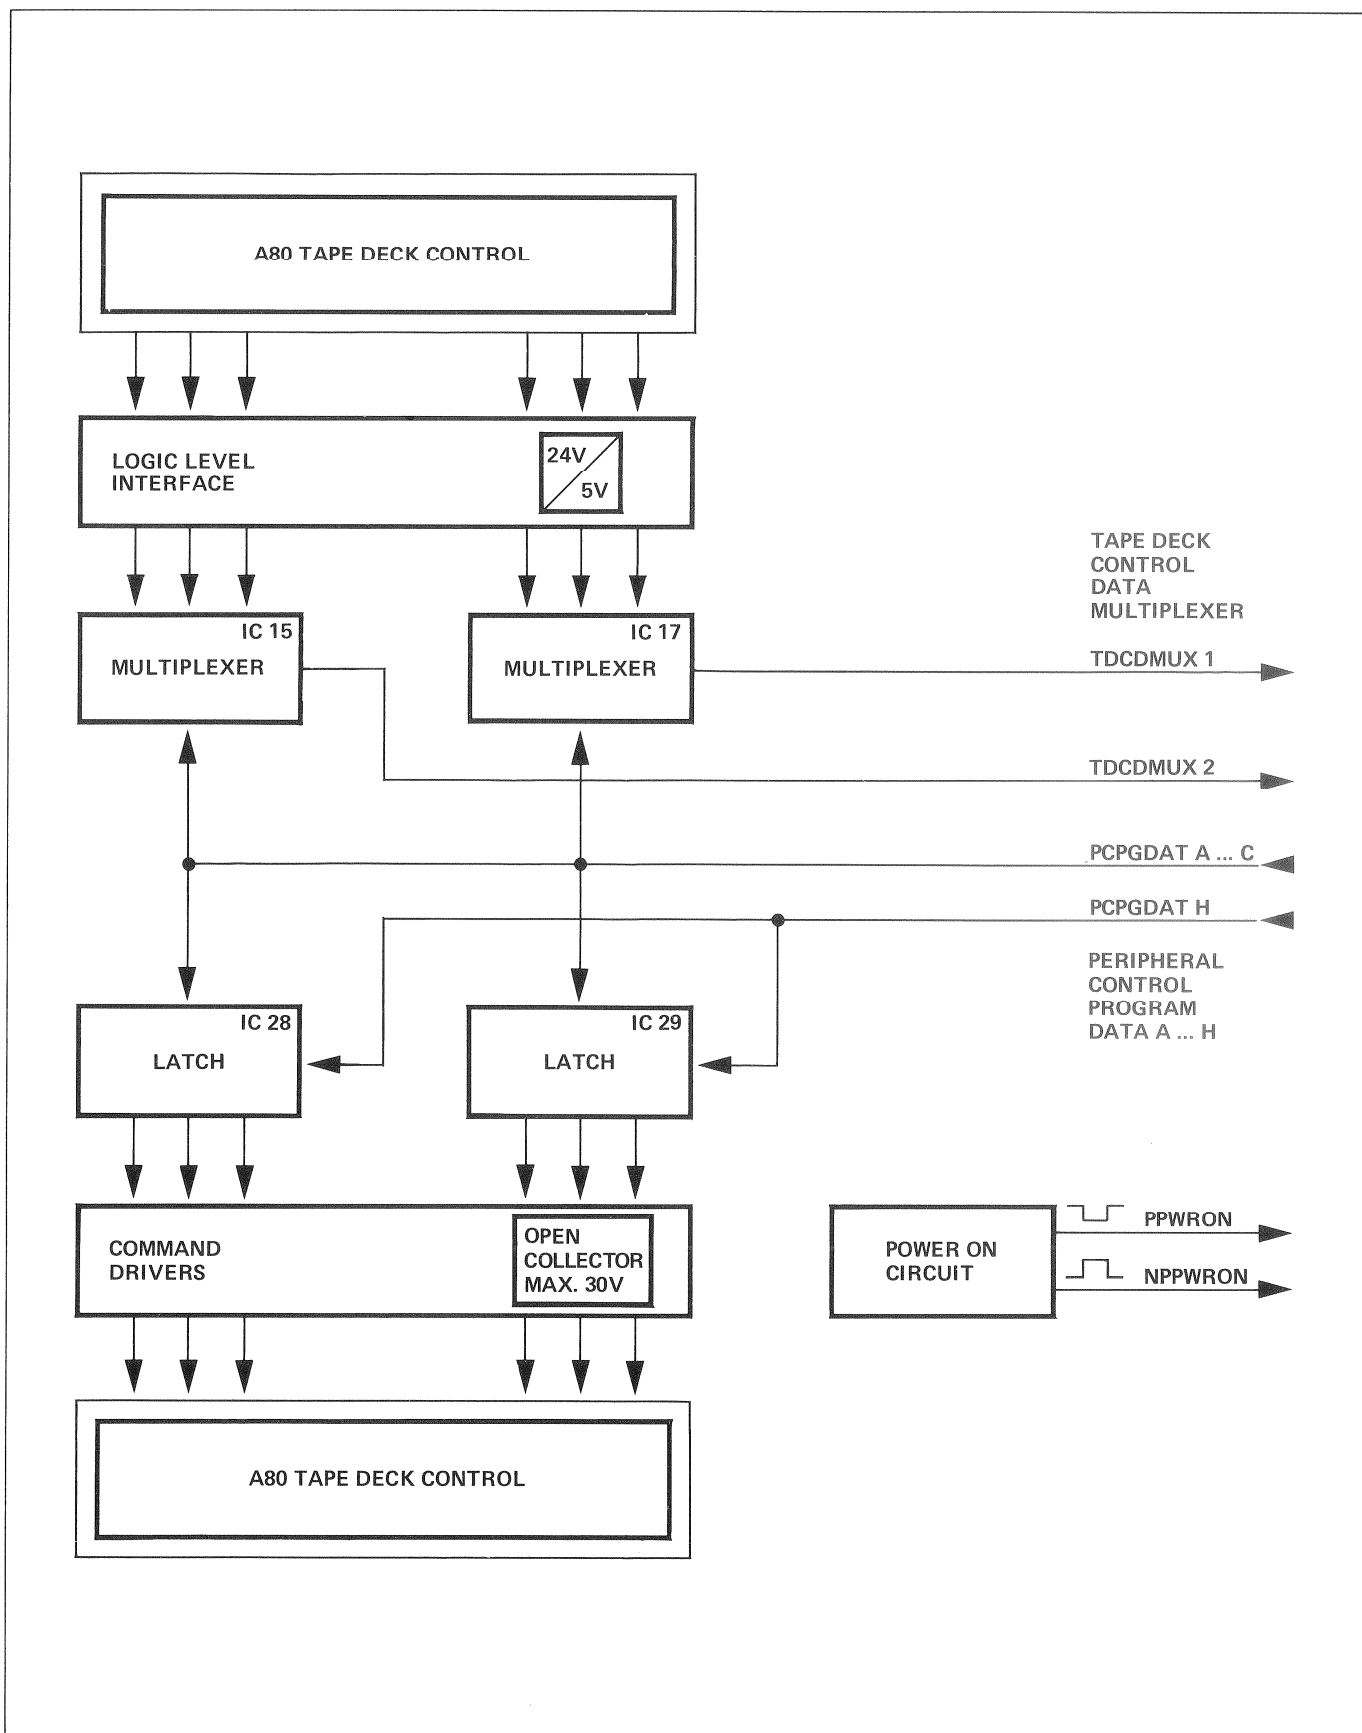 A80 TAPE DECK CONTROL
LOGIC LEVEL
INTERFACE
24V
5V
TAPE DECK
CONTROL
DATA
MULTIPLEXER
IC 15
MULTIPLEXER
IC 17
MULTIPLEXER
TDCDMUX 1
TDCDMUX 2
PCPGDAT A ... C
PCPGDAT H
PERIPHERAL
CONTROL
PROGRAM
DATA A ... H
IC 28
LATCH
IC 29
LATCH
COMMAND
DRIVERS
OPEN
COLLECTOR
MAX. 30V
POWER ON
CIRCUIT
PPWRON
NPPWRON
A80 TAPE DECK CONTROL